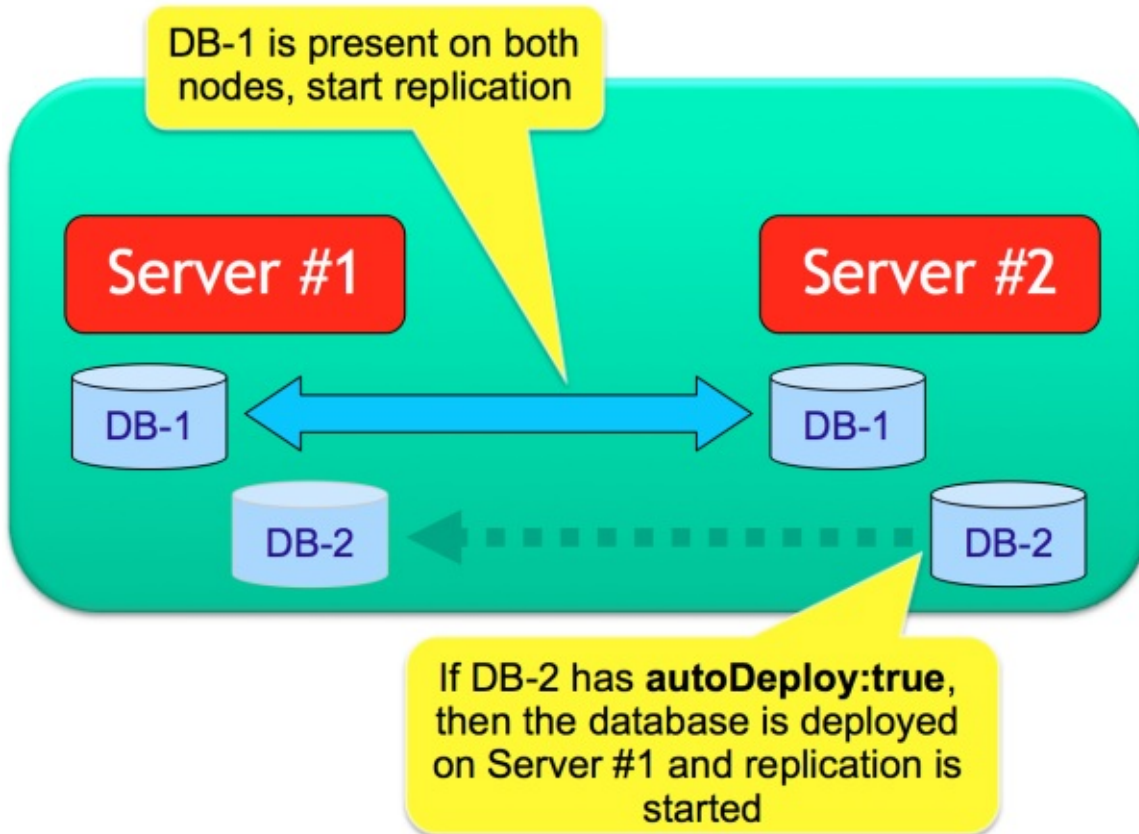 DB-1 is present on both
nodes, start replication
Server #1
Server #2
DB-1
DB-1
DB-2
DB-2
If DB-2 has autoDeploy:true,
then the database is deployed
on Server #1 and replication is
started